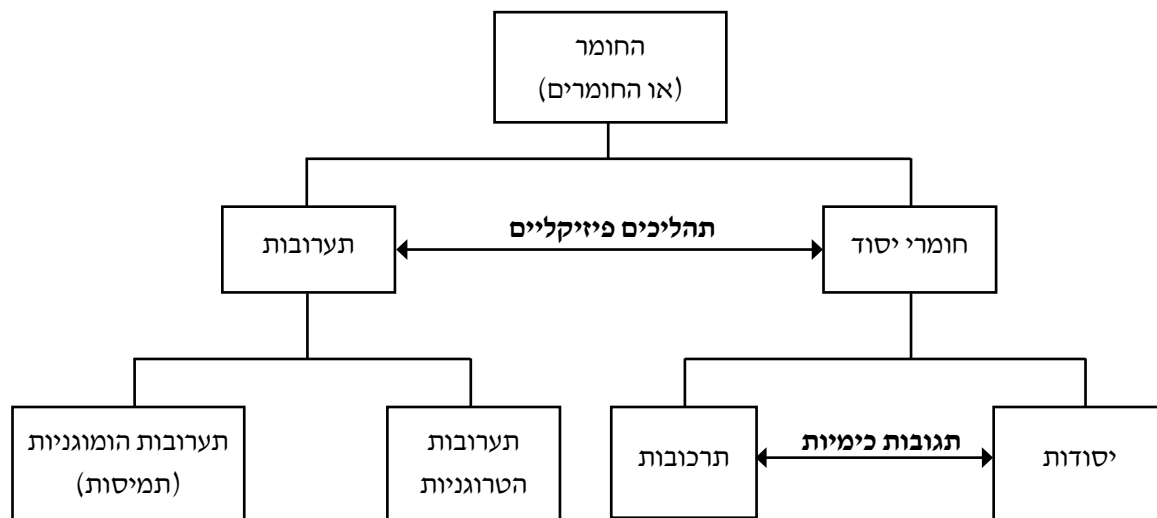 החומר
(או החומרים)
חומרי יסוד
תהליכים פיזיקליים
תערובות
יסודות
תגובות כימיות
תרכובות
תערובות
הטרוגניות
תערובות הומוגניות
(תמיסות)